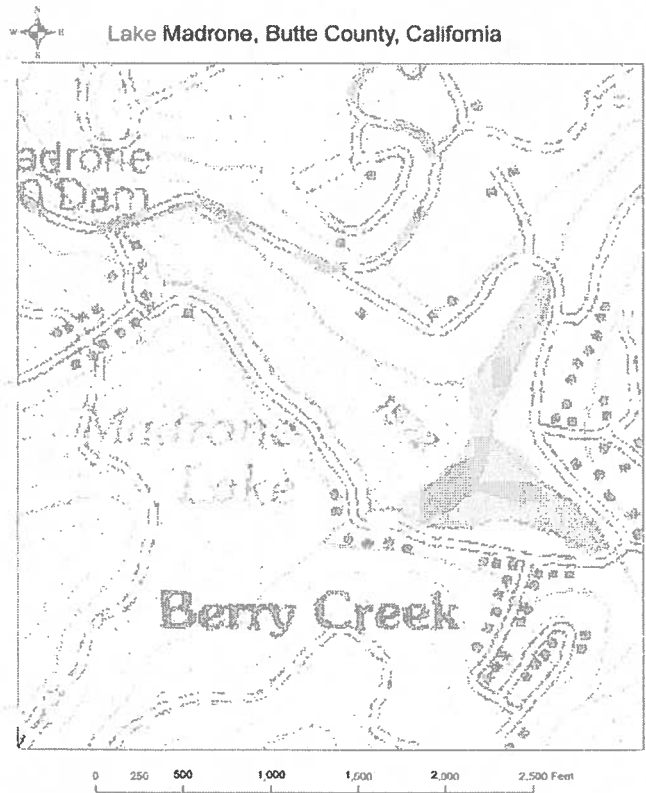 N
W E
S
Lake Madrone, Butte County, California
adrone
Dam
Madrone
Lake
Berry Creek
0 250 500 1,000 1,500 2,000 2,500 Feet